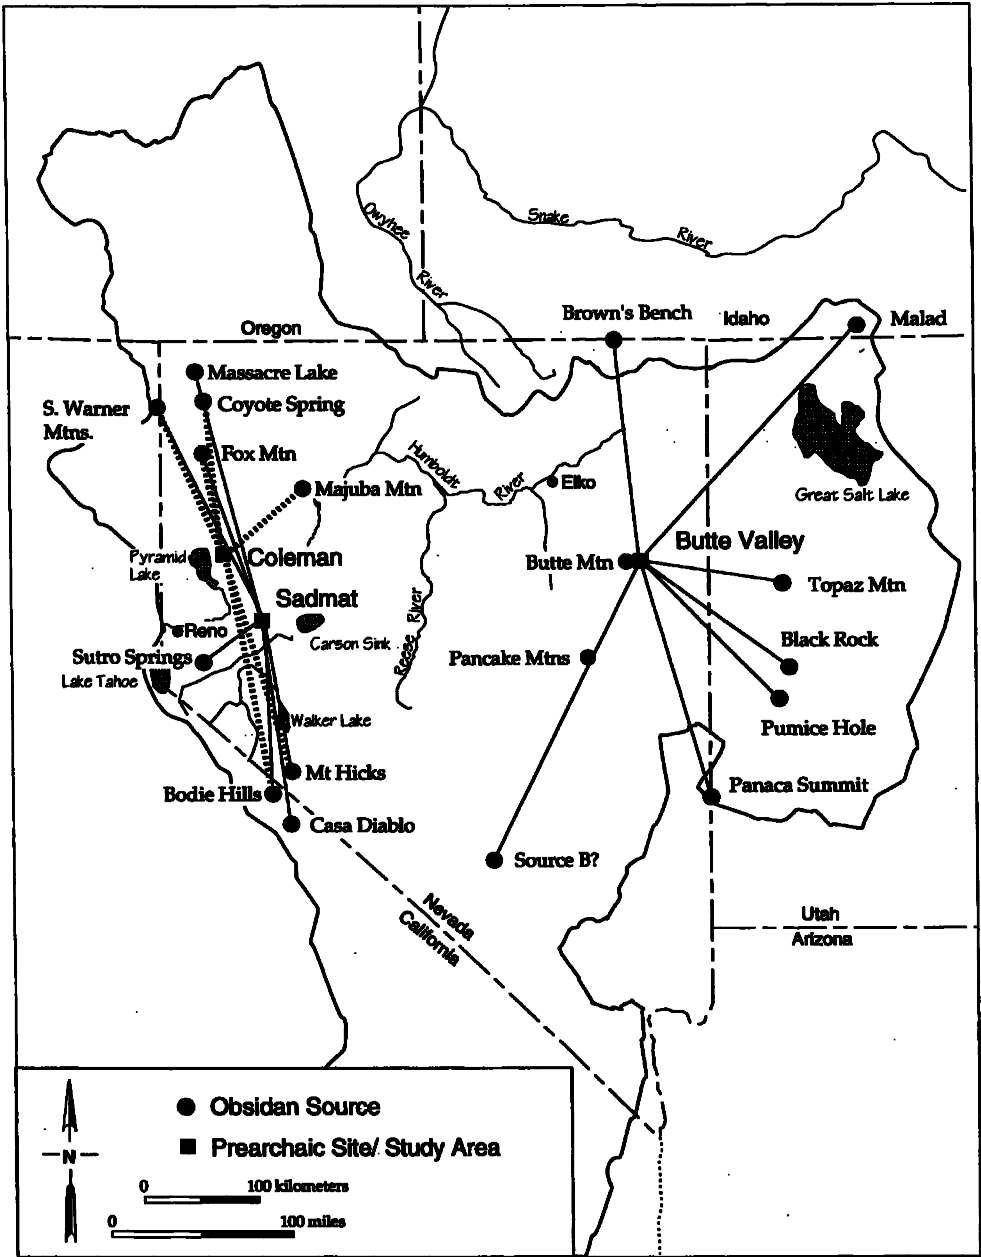 Owyhee
River
Snake
River
Brown's Bench
Idaho
Malad
Oregon
Massacre Lake
S. Warner
Mtns.
Coyote Spring
Fox Mtn
Humboldt
River
Elko
Majuba Mtn
Great Salt Lake
Pyramid
Lake
Coleman
Butte Mtn
Butte Valley
Topaz Mtn
Sadmat
Reno
Carson Sink
Reese River
Black Rock
Sutro Springs
Lake Tahoe
Pancake Mtns
Walker Lake
Pumice Hole
Mt Hicks
Bodie Hills
Panaca Summit
Casa Diablo
Source B?
Nevada
California
Utah
Arizona
Obsidan Source
N
Prearchaic Site/ Study Area
0 100 kilometers
0 100 miles